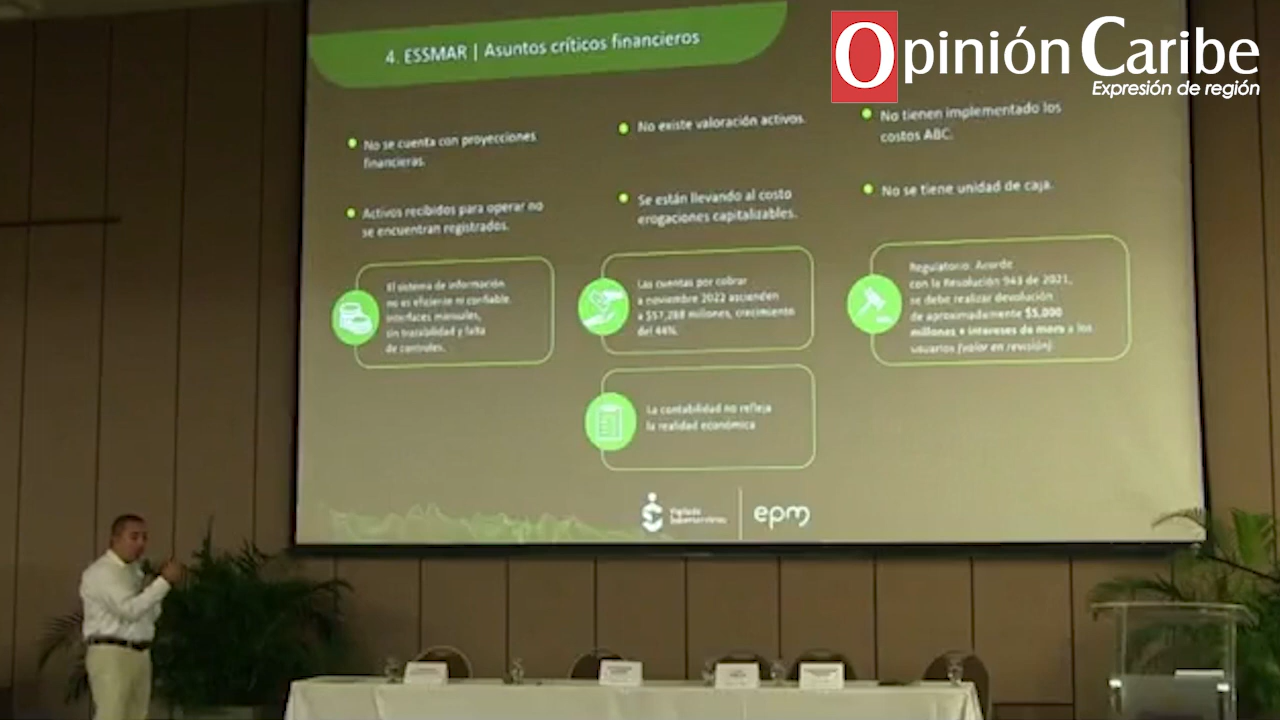 Opinión Caribe
Expresión de región
4. ESSMAR | Asuntos críticos financieros
No se cuenta con proyecciones
financieras.
Activos recibidos para operar no
se encuentran registrados.
El sistema de información
no es eficiente ni confiable.
Interfaces manuales,
sin trazabilidad y falta
de controles.
No existe valoración activos.
Se están llevando al costo
erogaciones capitalizables.
Las cuentas por cobrar
a noviembre 2022 ascienden
a $57,288 millones, crecimiento
del 44%.
La contabilidad no refleja
la realidad económica
No tienen implementado los
costos ABC.
No se tiene unidad de caja.
Regulatorio: Acorde
con la Resolución 943 de 2021,
se debe realizar devolución
de aproximadamente $5,000
millones e intereses de mora a los
usuarios (valor en revisión)
Vigilado
Superservicios
epm